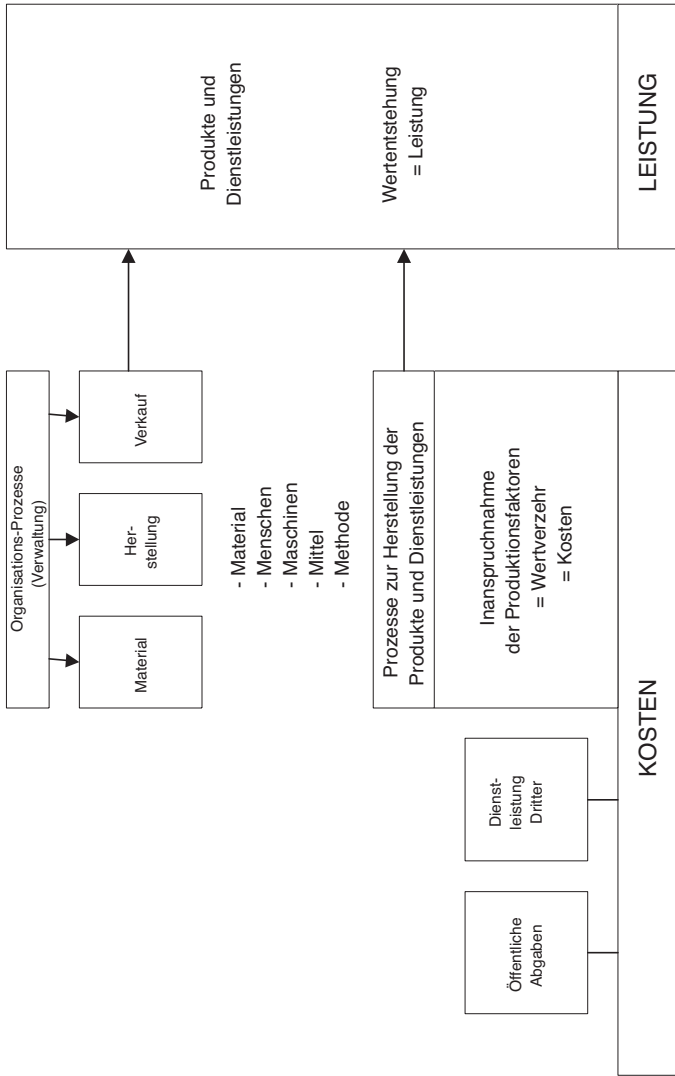 Organisations-Prozesse
(Verwaltung)
Material
Her-
stellung
Verkauf
- Material
- Menschen
- Maschinen
- Mittel
- Methode
Produkte und
Dienstleistungen
Öffentliche
Abgaben
Dienst-
leistung
Dritter
Prozesse zur Herstellung der
Produkte und Dienstleistungen
Inanspruchnahme
der Produktionsfaktoren
= Wertverzehr
= Kosten
Wertentstehung
= Leistung
KOSTEN
LEISTUNG